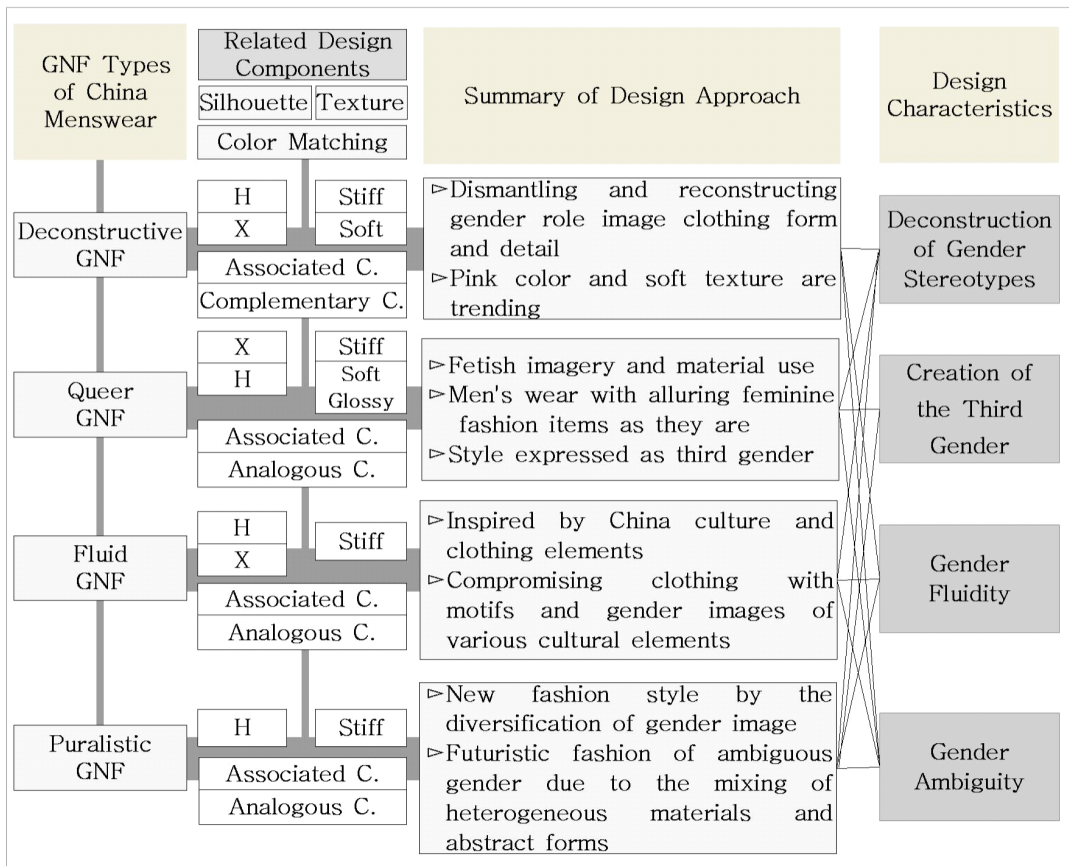 GNF Types
of China
Menswear
Related Design
Components
Silhouette
Texture
Color Matching
Summary of Design Approach
Design
Characteristics
Deconstructive
GNF
H
X
Stiff
Soft
Associated C.
Complementary C.
▻Dismantling and reconstructing
gender role image clothing form
and detail
▻Pink color and soft texture are
trending
Deconstruction
of Gender
Stereotypes
Queer
GNF
X
H
Stiff
Soft
Glossy
Associated C.
Analogous C.
▻Fetish imagery and material use
▻Men's wear with alluring feminine
fashion items as they are
▻Style expressed as third gender
Creation of
the Third
Gender
Fluid
GNF
H
X
Stiff
Associated C.
Analogous C.
▻Inspired by China culture and
clothing elements
▻Compromising clothing with
motifs and gender images of
various cultural elements
Gender
Fluidity
Puralistic
GNF
H
Stiff
Associated C.
Analogous C.
▻New fashion style by the
diversification of gender image
▻Futuristic fashion of ambiguous
gender due to the mixing of
heterogeneous materials and
abstract forms
Gender
Ambiguity